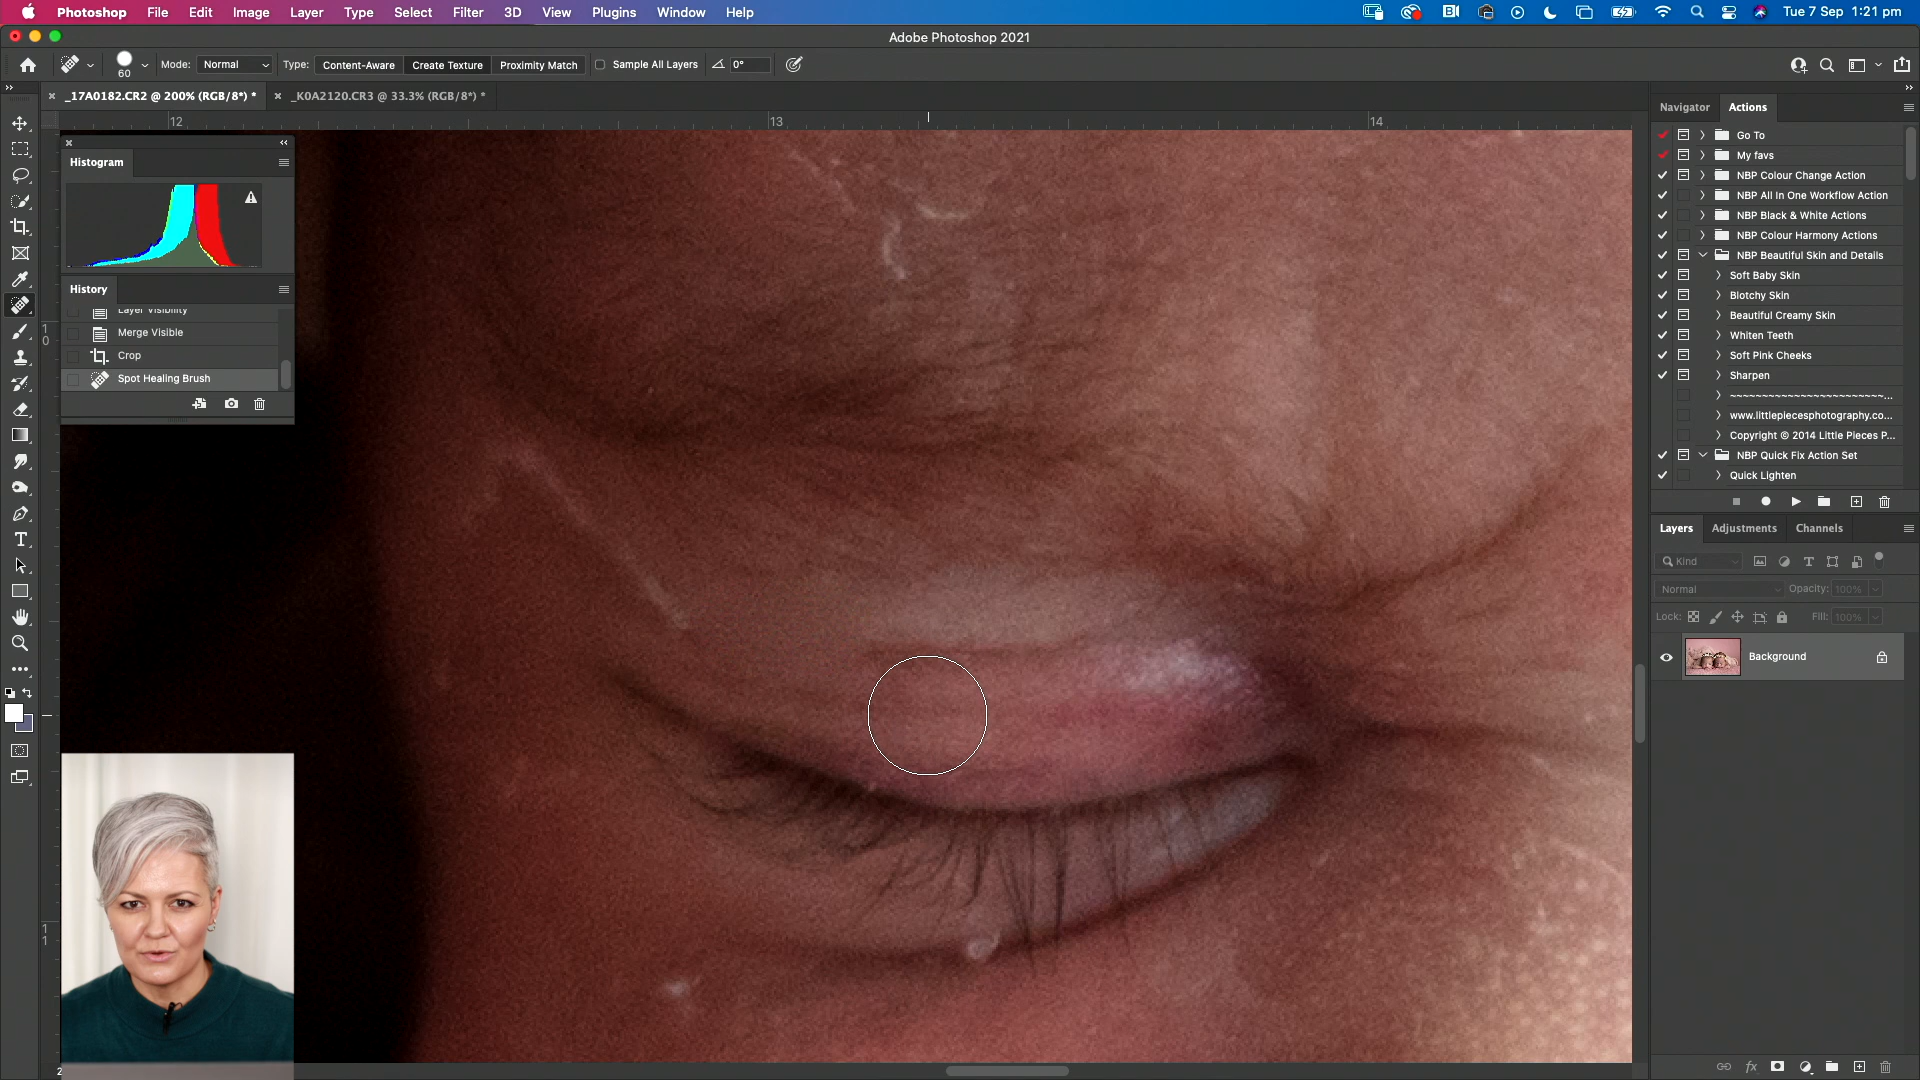 Photoshop File Edit Image Layer Type Select Filter 3D View Plugins Window Help Tue 7 Sep 1:21 pm
Adobe Photoshop 2021
60 Mode: Normal Type: Content-Aware Create Texture Proximity Match Sample All Layers 0°
_17A0182.CR2 @ 200% (RGB/8*) * _K0A2120.CR3 @ 33.3% (RGB/8*) *
12 13 14
Histogram
History
Layer Visibility
Merge Visible
Crop
Spot Healing Brush
10
11
2
Navigator Actions
Go To
My favs
NBP Colour Change Action
NBP All In One Workflow Action
NBP Black & White Actions
NBP Colour Harmony Actions
NBP Beautiful Skin and Details
Soft Baby Skin
Blotchy Skin
Beautiful Creamy Skin
Whiten Teeth
Soft Pink Cheeks
Sharpen
~~~~~~~~~~~~~~~~~~~~~~~~...
www.littlepiecesphotography.co...
Copyright © 2014 Little Pieces P...
NBP Quick Fix Action Set
Quick Lighten
Layers Adjustments Channels
Kind
Normal Opacity: 100%
Lock: Fill: 100%
Background
fx